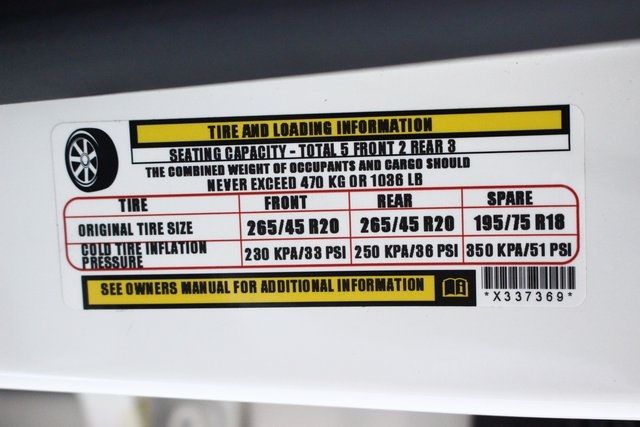 TIRE AND LOADING INFORMATION
SEATING CAPACITY - TOTAL 5 FRONT 2 REAR 3
THE COMBINED WEIGHT OF OCCUPANTS AND CARGO SHOULD
NEVER EXCEED 470 KG OR 1036 LB
TIRE FRONT REAR SPARE
ORIGINAL TIRE SIZE 265/45 R20 265/45 R20 195/75 R18
COLD TIRE INFLATION
PRESSURE 230 KPA/33 PSI 250 KPA/36 PSI 350 KPA/51 PSI
SEE OWNERS MANUAL FOR ADDITIONAL INFORMATION
*X337369*